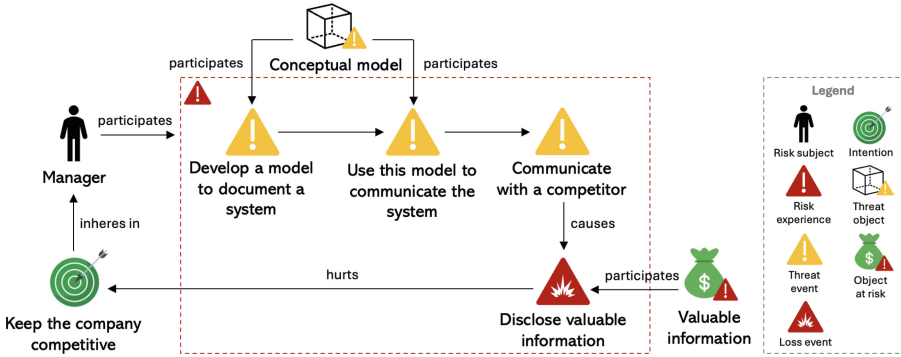 Conceptual model
participates
participates
participates
Manager
Develop a model
to document a
system
Use this model to
communicate the
system
Communicate
with a competitor
inheres in
causes
hurts
participates
Keep the company
competitive
Disclose valuable
information
$
Valuable
information
Legend
Risk subject
Intention
Risk
experience
Threat
object
Threat
event
$
Object
at risk
Loss event